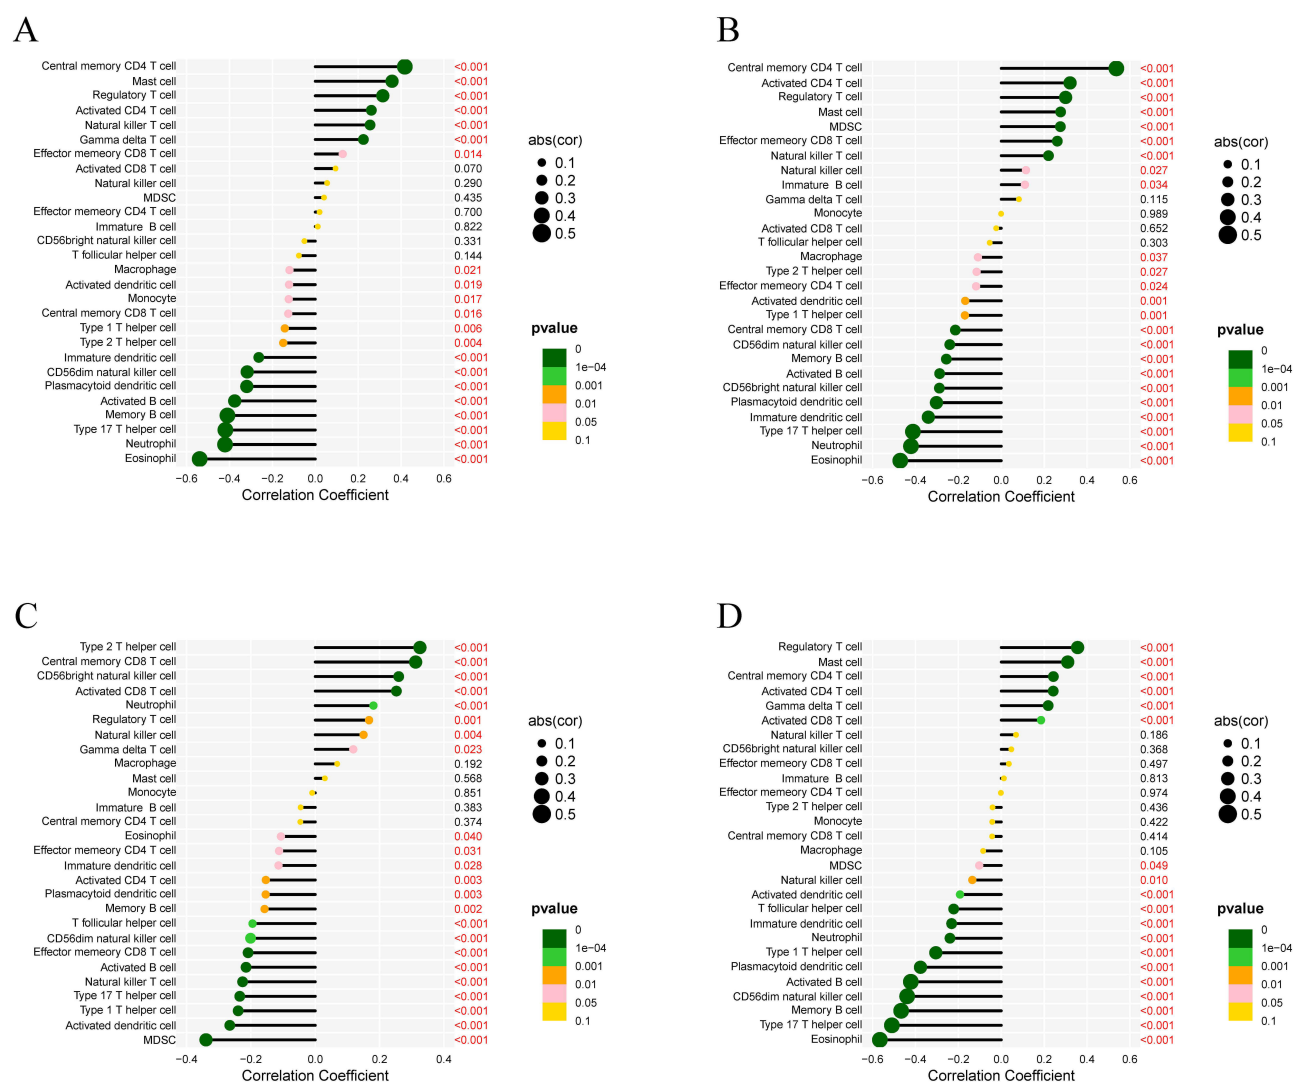 A
Central memory CD4 T cell <0.001
Mast cell <0.001
Regulatory T cell <0.001
Activated CD4 T cell <0.001
Natural killer T cell <0.001
Gamma delta T cell <0.001
Effector memeory CD8 T cell 0.014
Activated CD8 T cell 0.070
Natural killer cell 0.290
MDSC 0.435
Effector memeory CD4 T cell 0.700
Immature B cell 0.822
CD56bright natural killer cell 0.331
T follicular helper cell 0.144
Macrophage 0.021
Activated dendritic cell 0.019
Monocyte 0.017
Central memory CD8 T cell 0.016
Type 1 T helper cell 0.006
Type 2 T helper cell 0.004
Immature dendritic cell <0.001
CD56dim natural killer cell <0.001
Plasmacytoid dendritic cell <0.001
Activated B cell <0.001
Memory B cell <0.001
Type 17 T helper cell <0.001
Neutrophil <0.001
Eosinophil <0.001
−0.6 −0.4 −0.2 0.0 0.2 0.4 0.6
Correlation Coefficient
abs(cor)
0.1
0.2
0.3
0.4
0.5
pvalue
0
1e−04
0.001
0.01
0.05
0.1
B
Central memory CD4 T cell <0.001
Activated CD4 T cell <0.001
Regulatory T cell <0.001
Mast cell <0.001
MDSC <0.001
Effector memeory CD8 T cell <0.001
Natural killer T cell <0.001
Natural killer cell 0.027
Immature B cell 0.034
Gamma delta T cell 0.115
Monocyte 0.989
Activated CD8 T cell 0.652
T follicular helper cell 0.303
Macrophage 0.037
Type 2 T helper cell 0.027
Effector memeory CD4 T cell 0.024
Activated dendritic cell 0.001
Type 1 T helper cell 0.001
Central memory CD8 T cell <0.001
CD56dim natural killer cell <0.001
Memory B cell <0.001
Activated B cell <0.001
CD56bright natural killer cell <0.001
Plasmacytoid dendritic cell <0.001
Immature dendritic cell <0.001
Type 17 T helper cell <0.001
Neutrophil <0.001
Eosinophil <0.001
−0.6 −0.4 −0.2 0.0 0.2 0.4 0.6
Correlation Coefficient
abs(cor)
0.1
0.2
0.3
0.4
0.5
pvalue
0
1e−04
0.001
0.01
0.05
0.1
C
Type 2 T helper cell <0.001
Central memory CD8 T cell <0.001
CD56bright natural killer cell <0.001
Activated CD8 T cell <0.001
Neutrophil <0.001
Regulatory T cell 0.001
Natural killer cell 0.004
Gamma delta T cell 0.023
Macrophage 0.192
Mast cell 0.568
Monocyte 0.851
Immature B cell 0.383
Central memory CD4 T cell 0.374
Eosinophil 0.040
Effector memeory CD4 T cell 0.031
Immature dendritic cell 0.028
Activated CD4 T cell 0.003
Plasmacytoid dendritic cell 0.003
Memory B cell 0.002
T follicular helper cell <0.001
CD56dim natural killer cell <0.001
Effector memeory CD8 T cell <0.001
Activated B cell <0.001
Natural killer T cell <0.001
Type 17 T helper cell <0.001
Type 1 T helper cell <0.001
Activated dendritic cell <0.001
MDSC <0.001
−0.4 −0.2 0.0 0.2 0.4
Correlation Coefficient
abs(cor)
0.1
0.2
0.3
0.4
0.5
pvalue
0
1e−04
0.001
0.01
0.05
0.1
D
Regulatory T cell <0.001
Mast cell <0.001
Central memory CD4 T cell <0.001
Activated CD4 T cell <0.001
Gamma delta T cell <0.001
Activated CD8 T cell <0.001
Natural killer T cell 0.186
CD56bright natural killer cell 0.368
Effector memeory CD8 T cell 0.497
Immature B cell 0.813
Effector memeory CD4 T cell 0.974
Type 2 T helper cell 0.436
Monocyte 0.422
Central memory CD8 T cell 0.414
Macrophage 0.105
MDSC 0.049
Natural killer cell 0.010
Activated dendritic cell <0.001
T follicular helper cell <0.001
Immature dendritic cell <0.001
Neutrophil <0.001
Type 1 T helper cell <0.001
Plasmacytoid dendritic cell <0.001
Activated B cell <0.001
CD56dim natural killer cell <0.001
Memory B cell <0.001
Type 17 T helper cell <0.001
Eosinophil <0.001
−0.6 −0.4 −0.2 0.0 0.2 0.4 0.6
Correlation Coefficient
abs(cor)
0.1
0.2
0.3
0.4
0.5
pvalue
0
1e−04
0.001
0.01
0.05
0.1